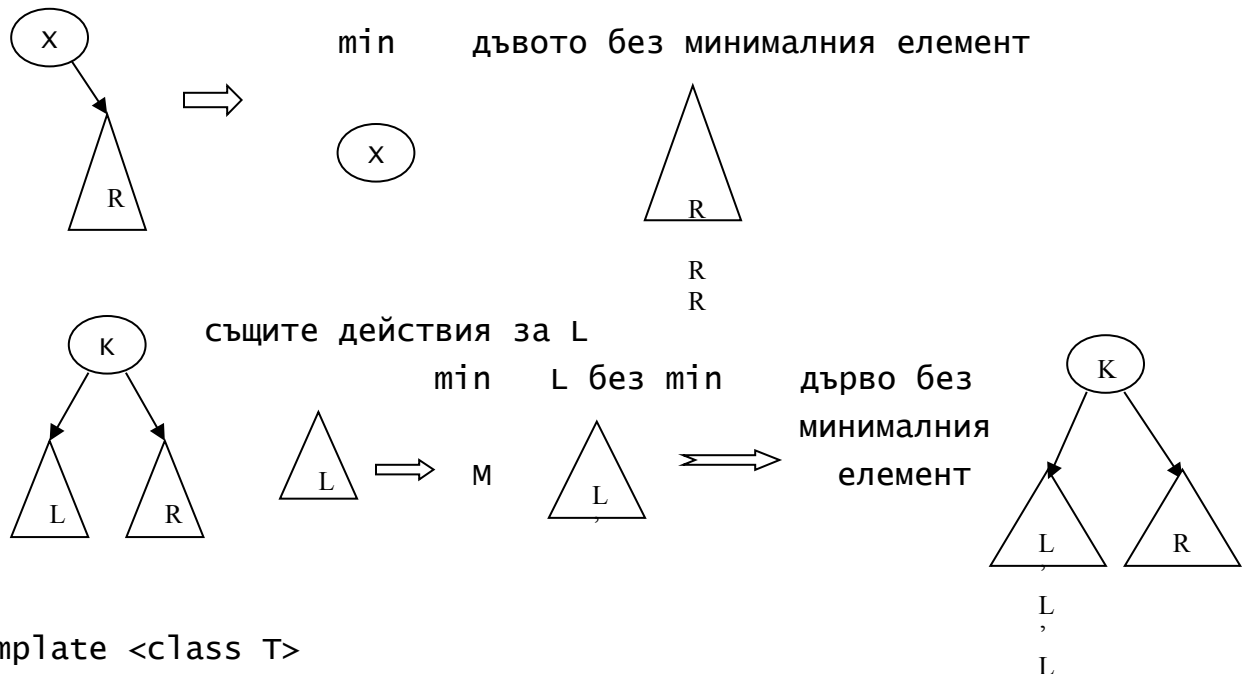 X
min дъвото без минималния елемент
X
R
R
R
R
същите действия за L
K
K
min L без min дърво без
минималния
L M L
’ елемент
L R
L
’ R
L
’
L
mplate <class T>